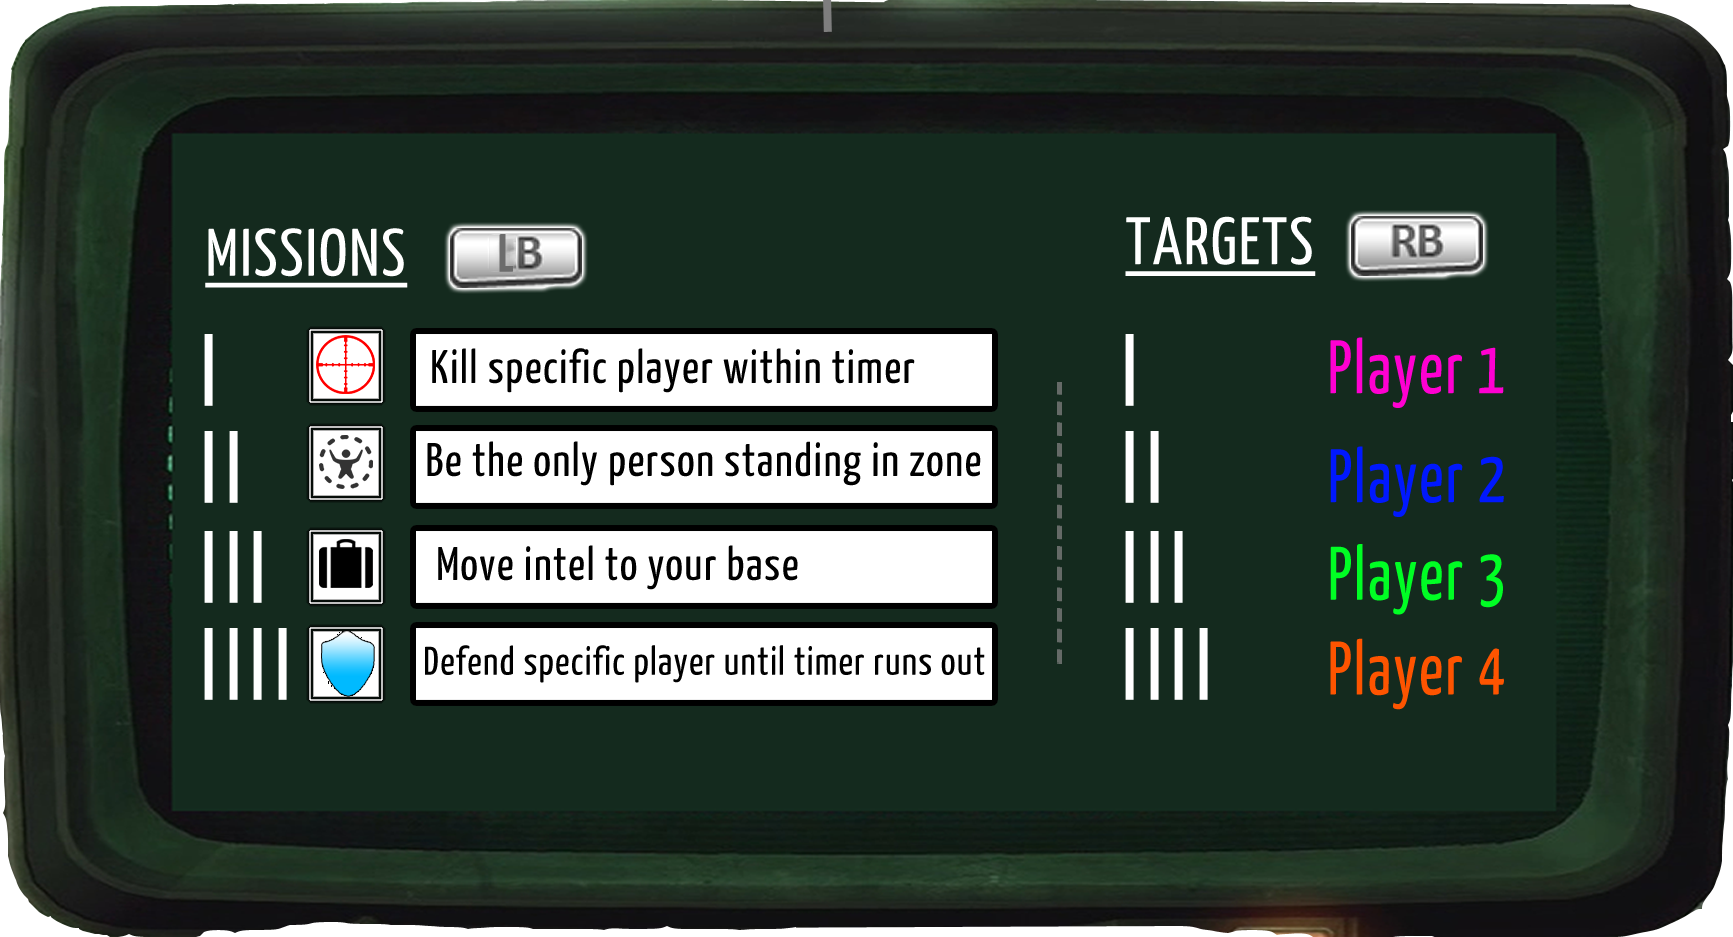 MISSIONS LB
TARGETS RB
| Kill specific player within timer
|| Be the only person standing in zone
||| Move intel to your base
|||| Defend specific player until timer runs out
| Player 1
|| Player 2
||| Player 3
|||| Player 4